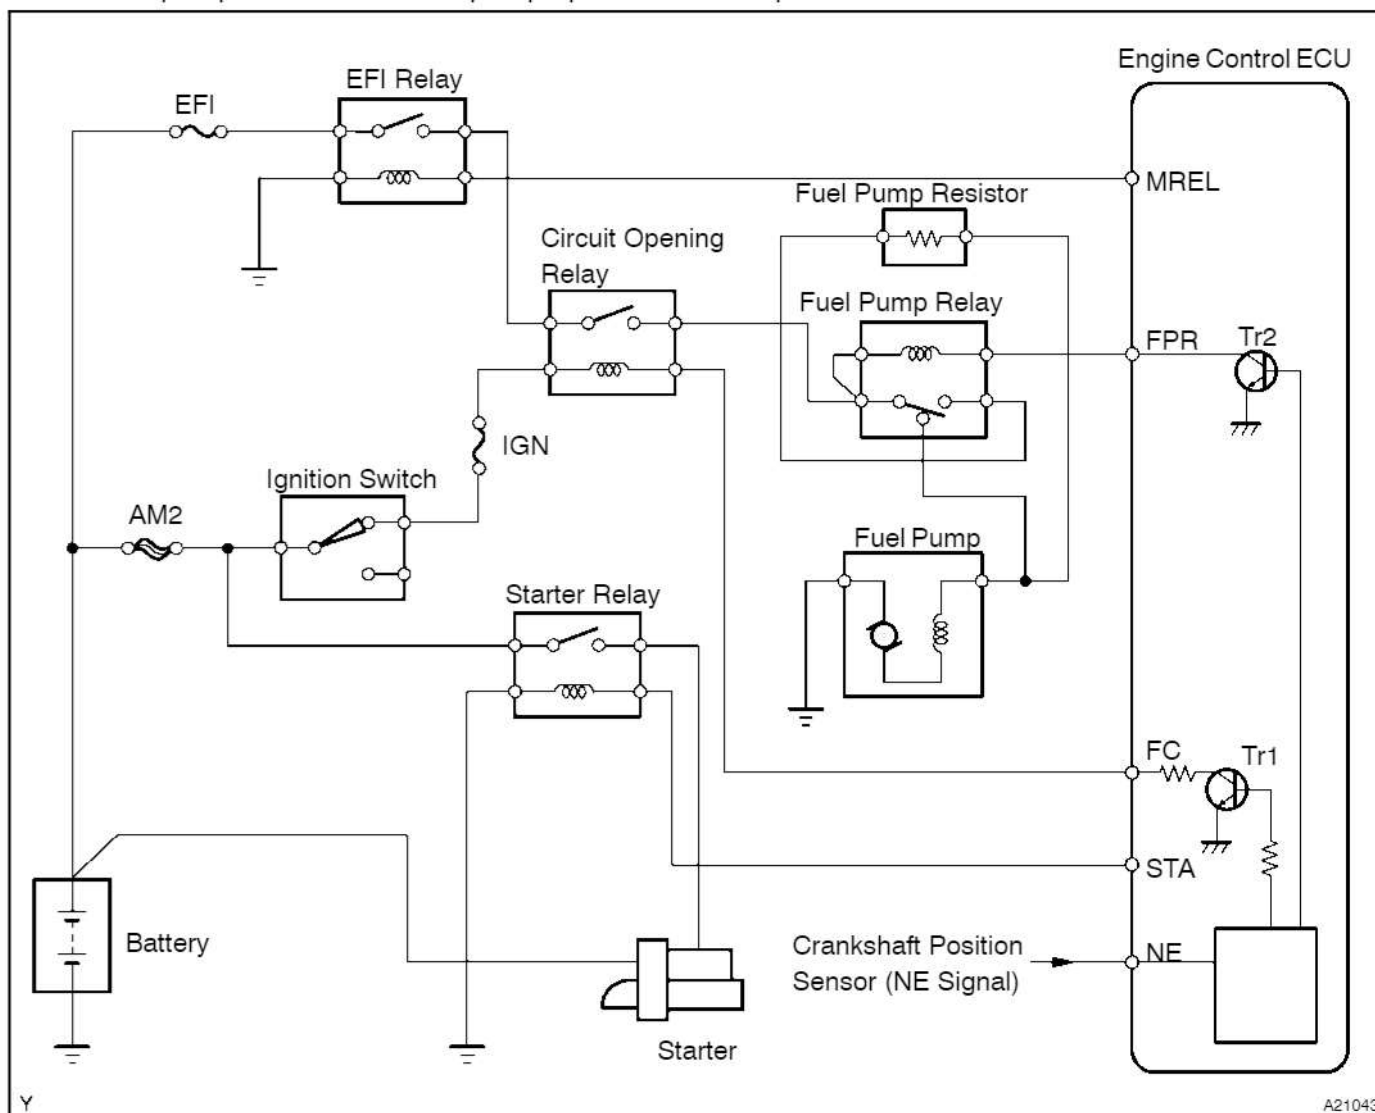 Engine Control ECU
EFI Relay
EFI
MREL
Fuel Pump Resistor
Circuit Opening
Relay
Fuel Pump Relay
FPR
Tr2
IGN
Ignition Switch
AM2
Fuel Pump
Starter Relay
FC
Tr1
STA
Battery
Crankshaft Position
Sensor (NE Signal)
NE
Starter
Y
A21043